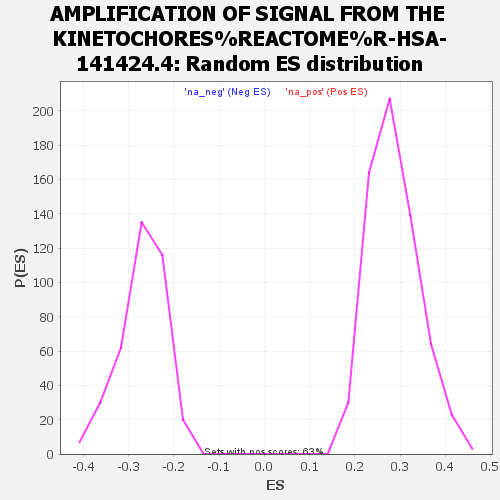 AMPLIFICATION OF SIGNAL FROM THE
KINETOCHORES%REACTOME%R-HSA-
141424.4: Random ES distribution
'na_neg' (Neg ES) 'na_pos' (Pos ES)
P(ES)
200
180
160
140
120
100
80
60
40
20
0
Sets with pos scores: 63%
-0.4 -0.3 -0.2 -0.1 0.0 0.1 0.2 0.3 0.4 0.5
ES